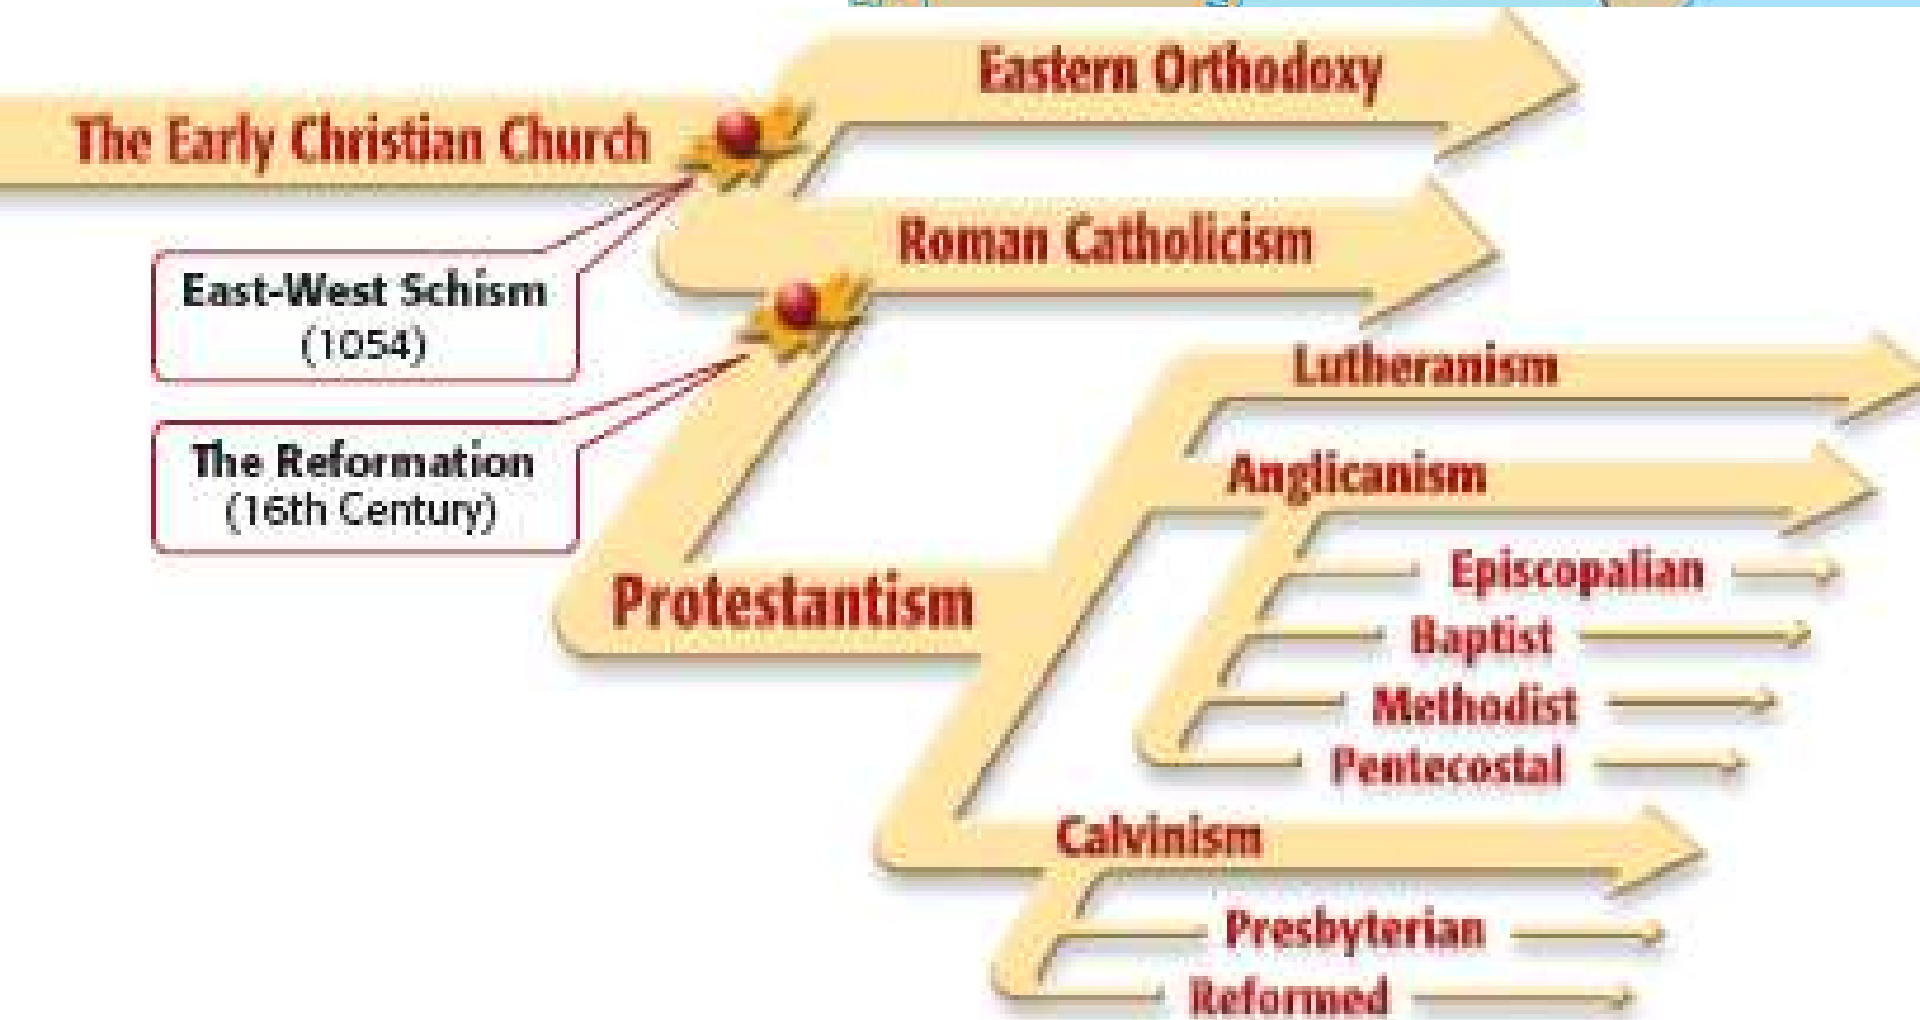 Eastern Orthodoxy
The Early Christian Church
Roman Catholicism
East-West Schism
(1054)
Lutheranism
The Reformation
(16th Century)
Anglicanism
Episcopalian
Protestantism
Baptist
Methodist
Pentecostal
Calvinism
Presbyterian
Reformed